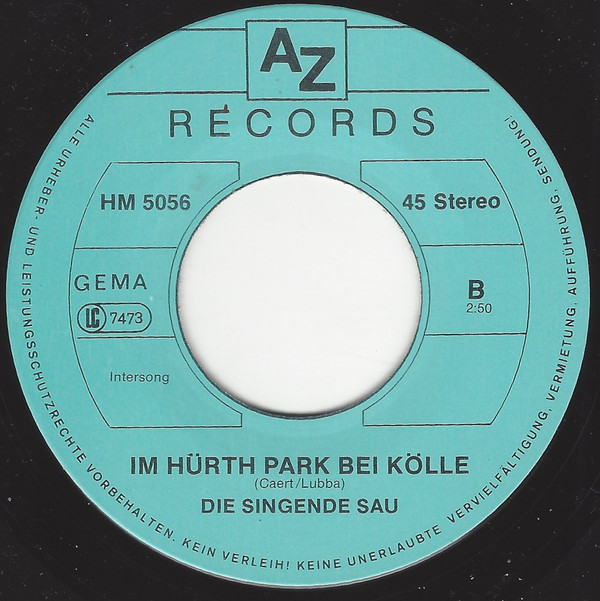 AZ
RECORDS
HM 5056
45 Stereo
GEMA
LC 7473
B
2:50
Intersong
IM HÜRTH PARK BEI KÖLLE
(Caert/Lubba)
DIE SINGENDE SAU
ALLE URHEBER- UND LEISTUNGSSCHUTZRECHTE VORBEHALTEN. KEIN VERLEIH! KEINE UNERLAUBTE VERVIELFÄLTIGUNG, VERMIETUNG, AUFFÜHRUNG, SENDUNG!